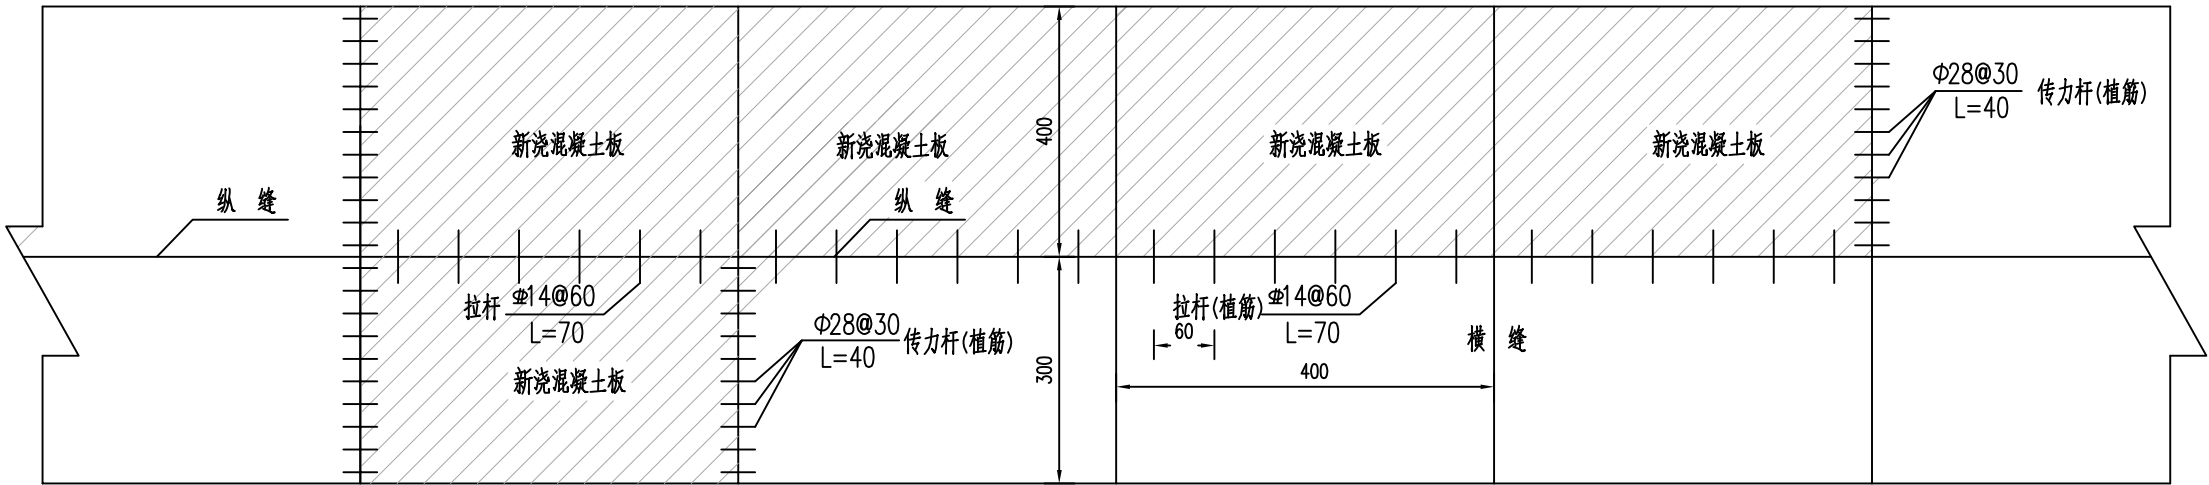 Φ28@30
传力杆(植筋)
L=40
400
新浇混凝土板
新浇混凝土板
新浇混凝土板
新浇混凝土板
纵 缝
纵 缝
拉杆
⌀14@60
L=70
拉杆(植筋)
⌀14@60
L=70
60
Φ28@30
传力杆(植筋)
L=40
横 缝
300
400
新浇混凝土板